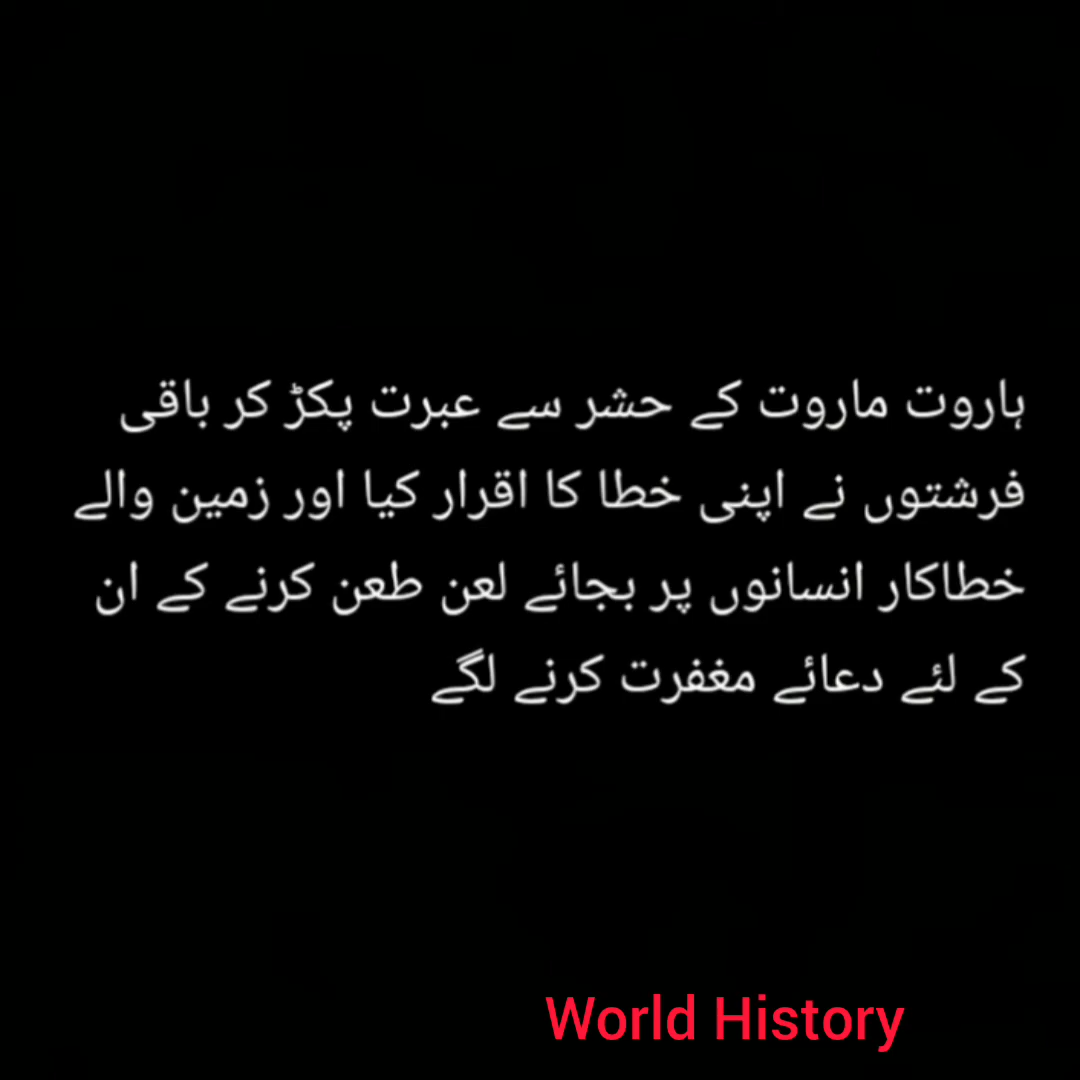 ہاروت ماروت کے حشر سے عبرت پکڑ کر باقی
فرشتوں نے اپنی خطا کا اقرار کیا اور زمین والے
خطاکار انسانوں پر بجائے لعن طعن کرنے کے ان
کے لئے دعائے مغفرت کرنے لگے
World History